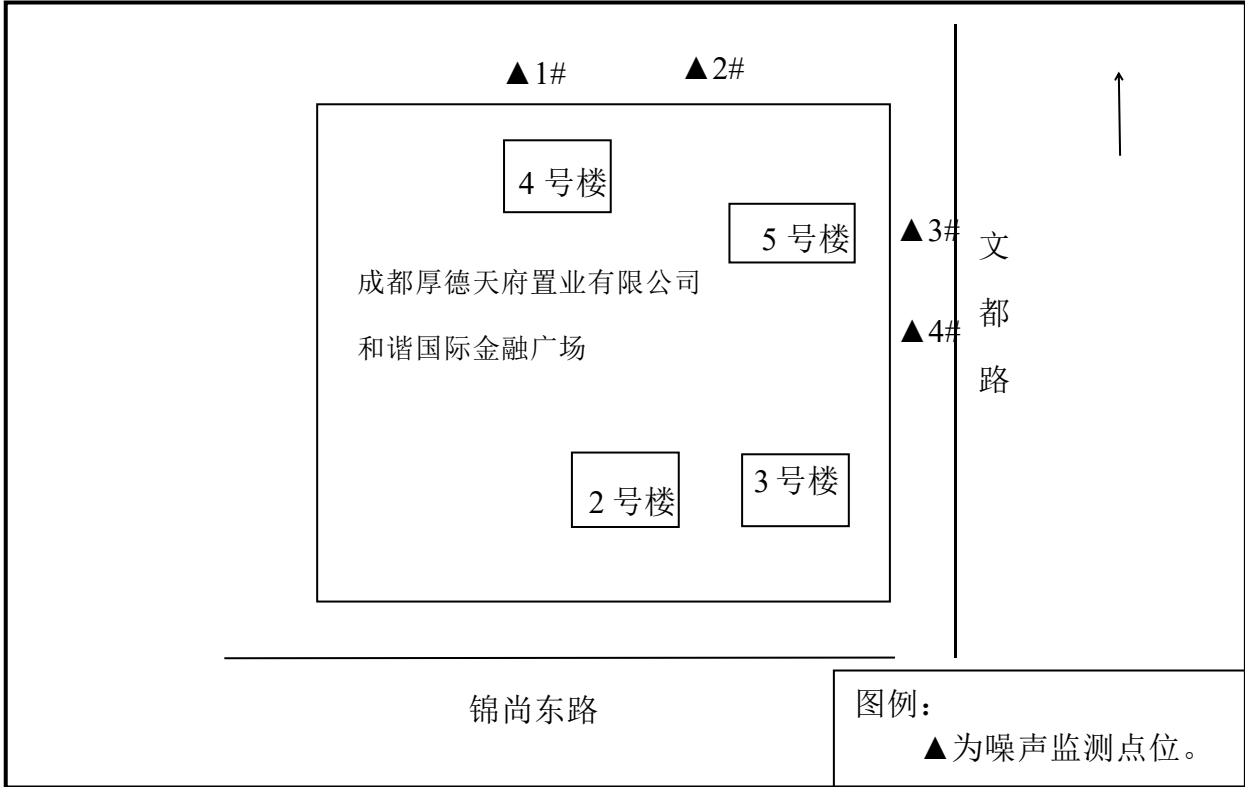 ▲1#
▲2#
4 号楼
5 号楼
▲3#
成都厚德天府置业有限公司
▲4#
和谐国际金融广场
文
都
路
2 号楼
3 号楼
锦尚东路
图例：
▲为噪声监测点位。